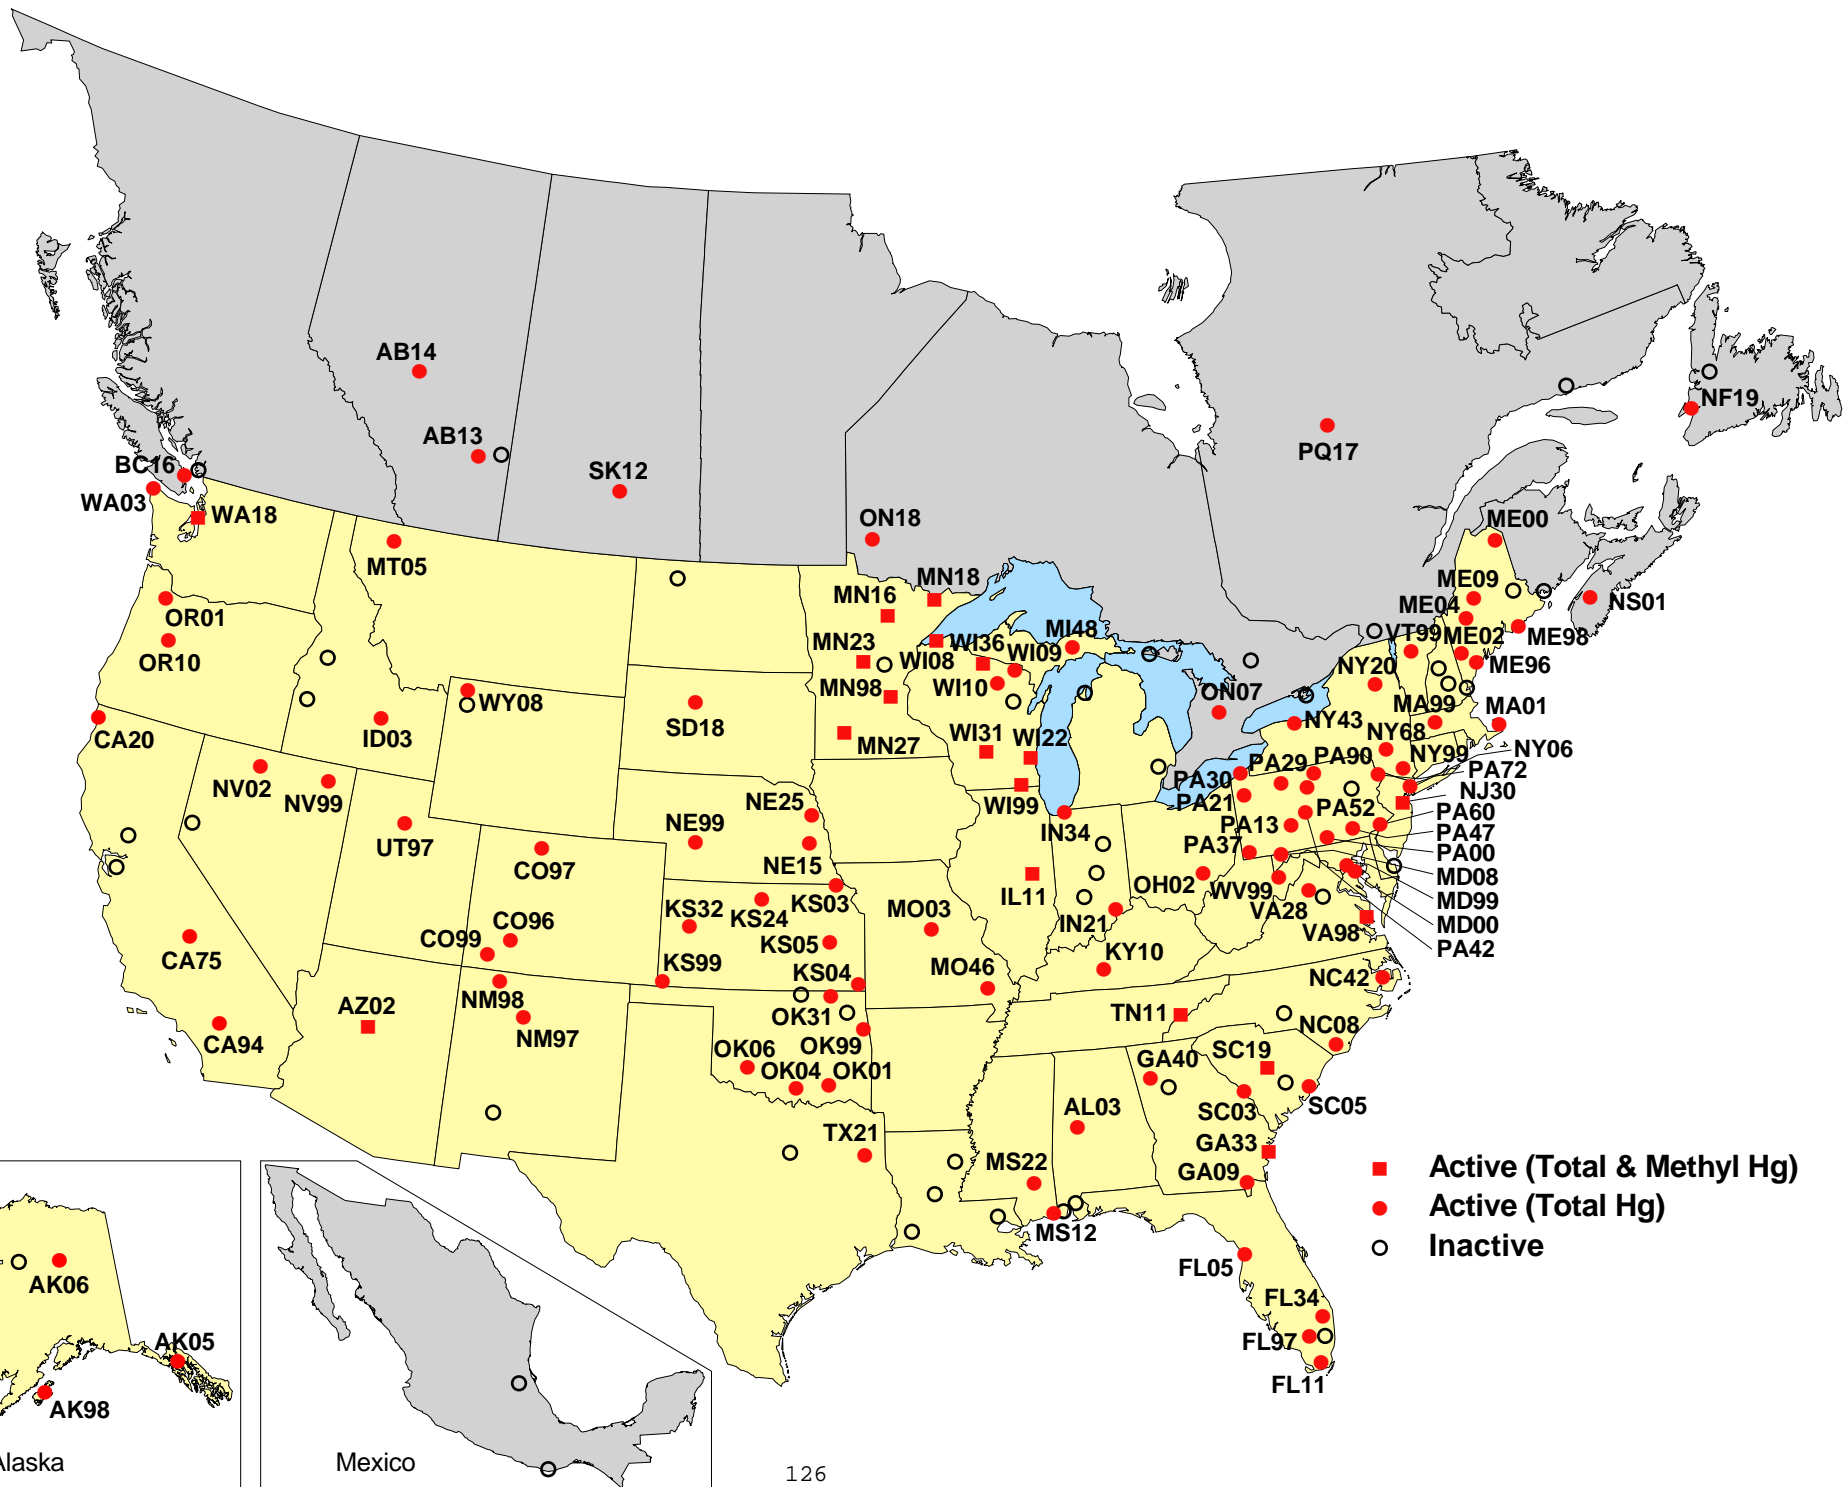 AB14
AB13
SK12
BC16
WA03
WA18
MT05
OR01
OR10
WY08
CA20
ID03
NV02
NV99
UT97
SD18
NE25
NE99
NE15
CO97
CO96
CO99
KS32
KS24
KS03
KS05
KS04
KS99
CA75
CA94
AZ02
NM98
NM97
OK31
OK99
OK06
OK04
OK01
TX21
ON18
MN18
MN16
MN23
WI08
WI36
WI09
MI48
WI10
MN98
MN27
WI31
WI22
WI99
IN34
IL11
MO03
MO46
IN21
KY10
OH02
TN11
PQ17
NF19
NS01
ME00
ME09
ME04
ME02
ME98
ME96
VT99
NY20
ON07
NY43
MA99
MA01
NY68
NY99
NY06
PA90
PA29
PA30
PA21
PA72
NJ30
PA52
PA13
PA60
PA47
PA37
PA00
MD08
WV99
MD99
VA28
VA98
MD00
PA42
NC42
NC08
SC19
GA40
SC03
SC05
AL03
GA33
GA09
MS22
MS12
FL05
FL34
FL97
FL11
Active (Total & Methyl Hg)
Active (Total Hg)
Inactive
AK06
AK05
AK98
Alaska
Mexico
126